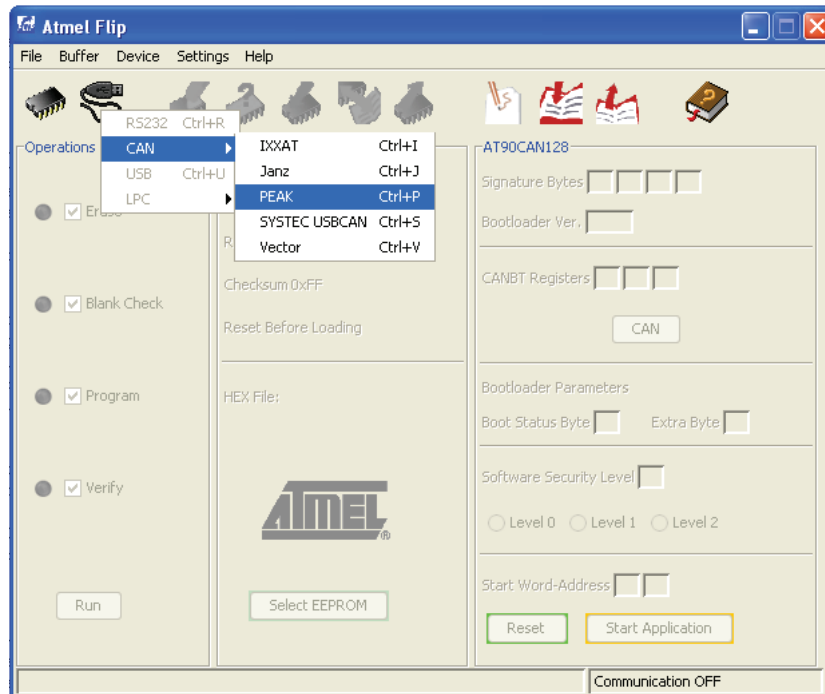 Atmel Flip
File Buffer Device Settings Help
RS232 Ctrl+R
CAN
USB Ctrl+U
LPC
IXXAT Ctrl+I
Janz Ctrl+J
PEAK Ctrl+P
SYSTEC USBCAN Ctrl+S
Vector Ctrl+V
Operations
Blank Check
Program
Verify
Run
Checksum 0xFF
Reset Before Loading
HEX File:
ATMEL
®
Select EEPROM
AT90CAN128
Signature Bytes
Bootloader Ver.
CANBT Registers
CAN
Bootloader Parameters
Boot Status Byte Extra Byte
Software Security Level
Level 0 Level 1 Level 2
Start Word-Address
Reset Start Application
Communication OFF